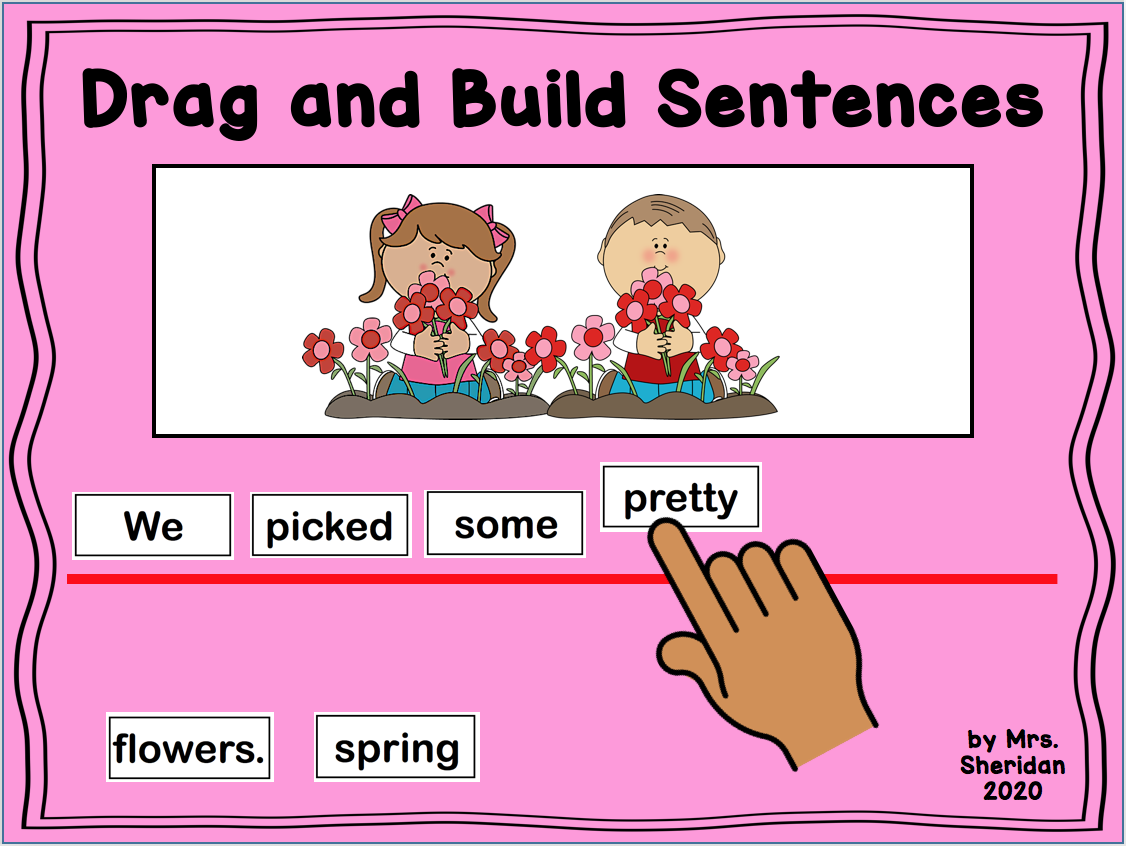 Drag and Build Sentences
We picked some pretty
flowers. spring
by Mrs.
Sheridan
2020